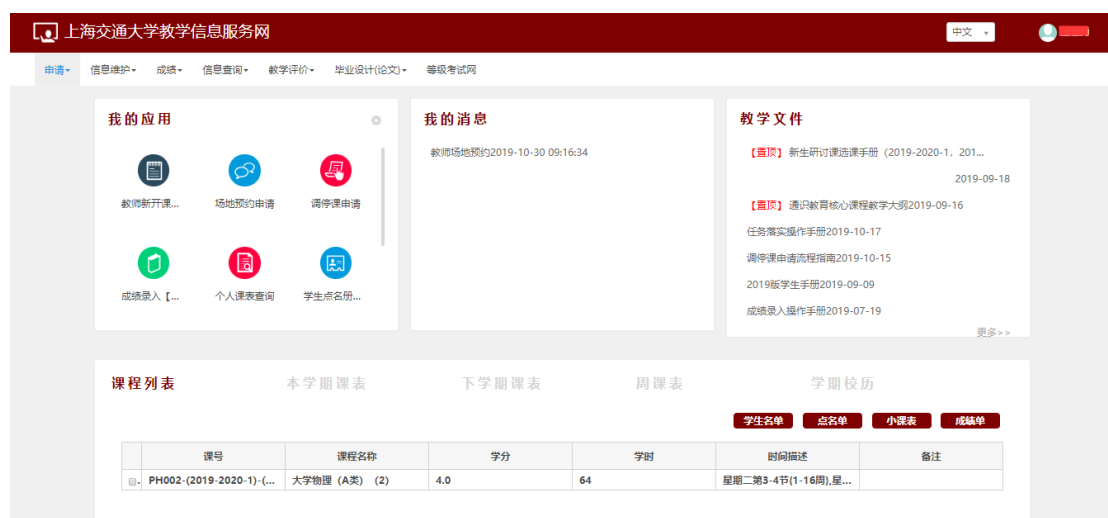 上海交通大学教学信息服务网
中文
申请 信息维护 成绩 信息查询 教学评价 毕业设计(论文) 等级考试网
我的应用
教师新开课...
场地预约申请
调停课申请
成绩录入【...
个人课表查询
学生点名册...
我的消息
教师场地预约2019-10-30 09:16:34
教学文件
【置顶】新生研讨课选课手册（2019-2020-1，201...
2019-09-18
【置顶】通识教育核心课程教学大纲2019-09-16
任务落实操作手册2019-10-17
调停课申请流程指南2019-10-15
2019版学生手册2019-09-09
成绩录入操作手册2019-07-19
更多>>
课程列表 本学期课表 下学期课表 周课表 学期校历
学生名单 点名单 小课表 成绩单
课号 课程名称 学分 学时 时间描述 备注
PH002-(2019-2020-1)-(... 大学物理（A类）（2） 4.0 64 星期二第3-4节(1-16周),星...